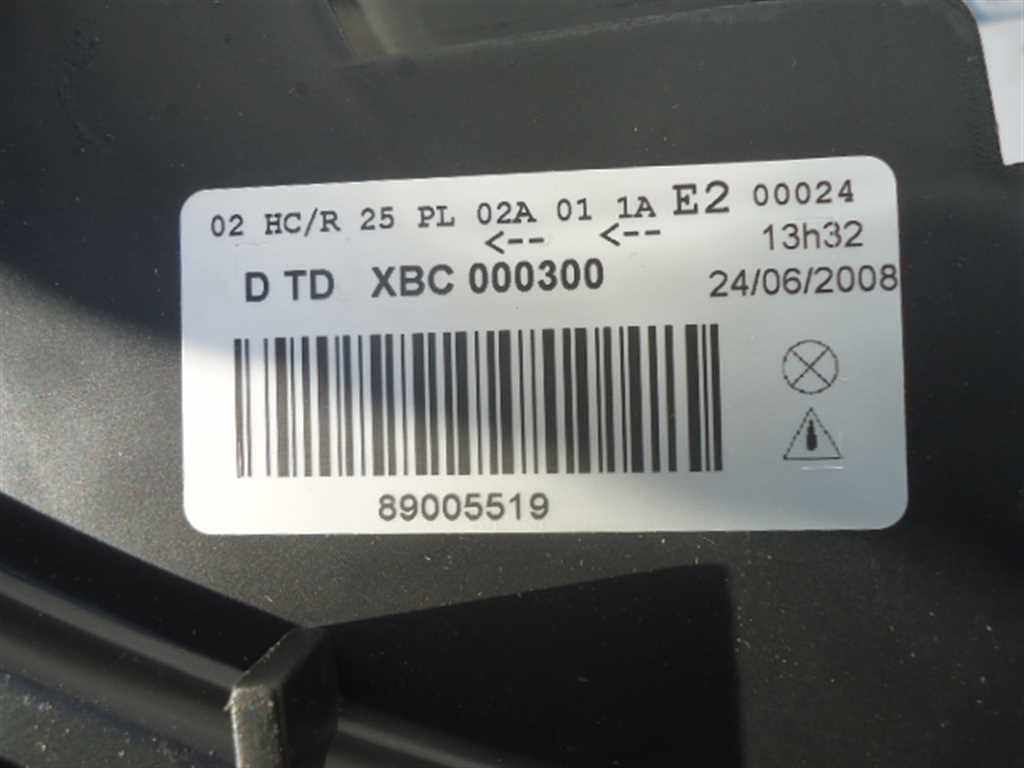 02 HC/R 25 PL 02A 01 1A E2 00024
<-- <-- 13h32
D TD XBC 000300 24/06/2008
89005519